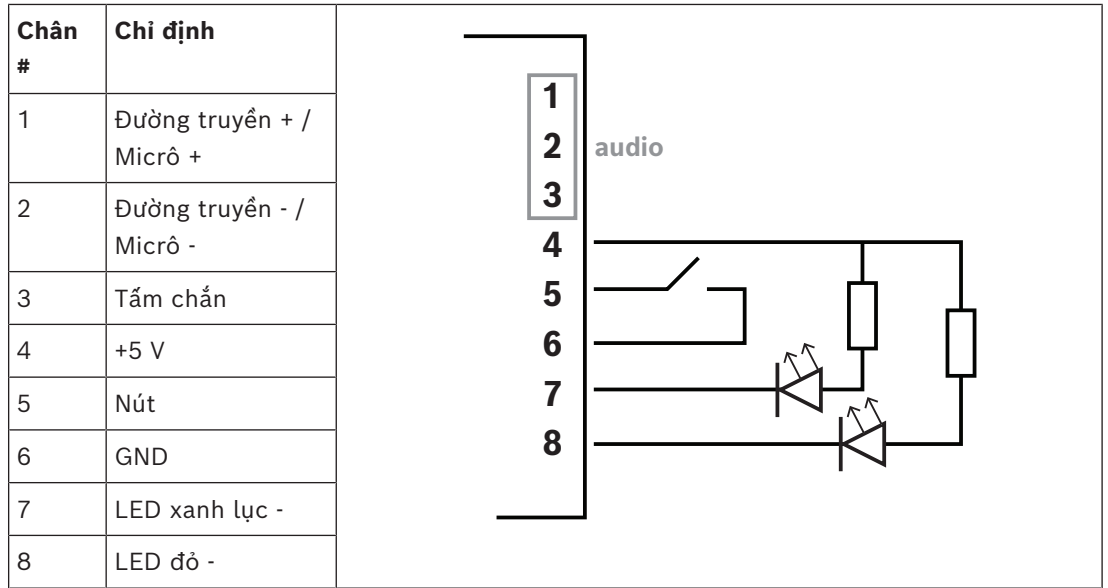 Chân
#
Chỉ định
1
Đường truyền + /
Micrô +
2
Đường truyền - /
Micrô -
3
Tấm chắn
4
+5 V
5
Nút
6
GND
7
LED xanh lục -
8
LED đỏ -
1
2
audio
3
4
5
6
7
8